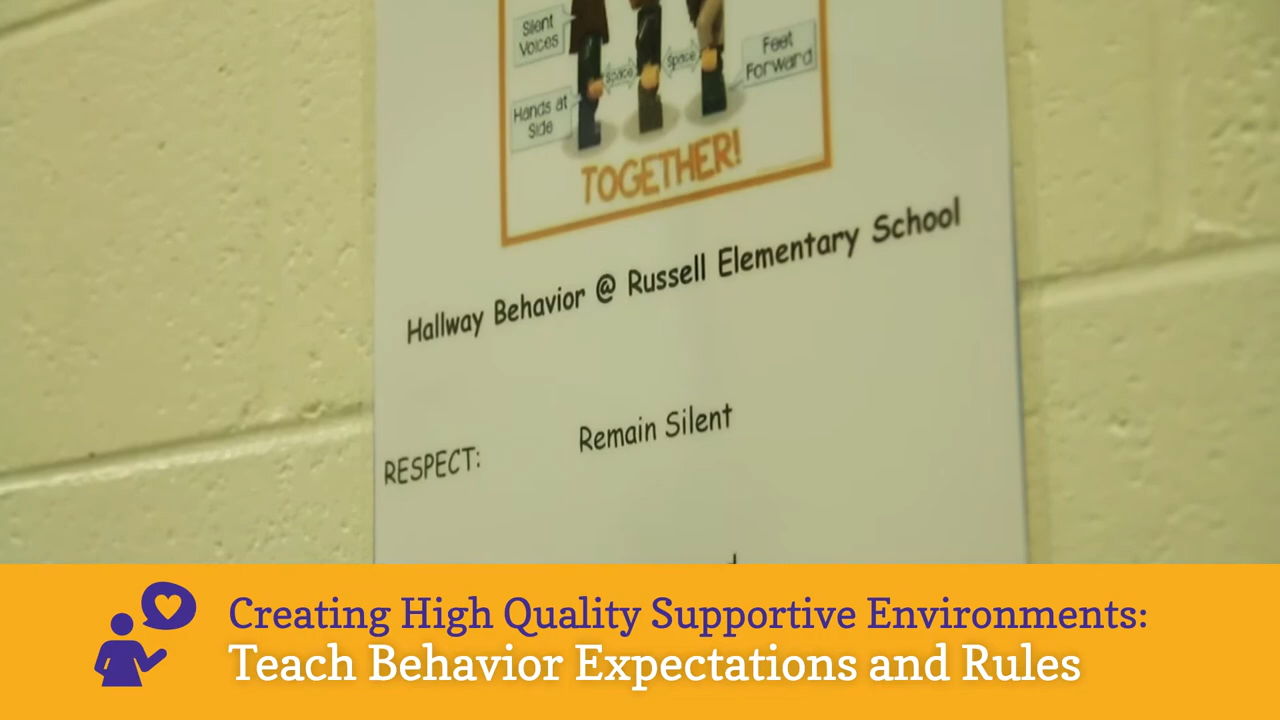 Silent
Voices
Space
Space
Feet
Forward
Hands at
Side
TOGETHER!
Hallway Behavior @ Russell Elementary School
Remain Silent
RESPECT:
Creating High Quality Supportive Environments:
Teach Behavior Expectations and Rules